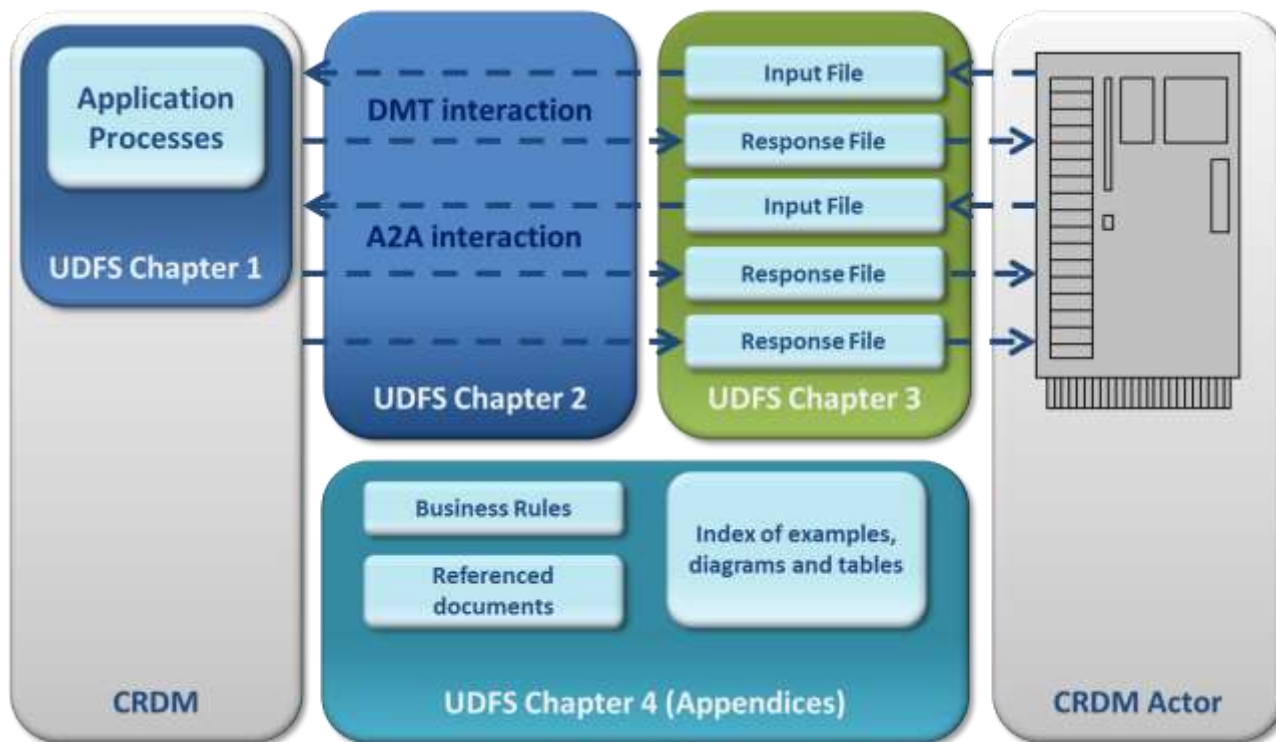 Application
Processes
UDFS Chapter 1
CRDM
DMT interaction
A2A interaction
UDFS Chapter 2
Input File
Response File
Input File
Response File
Response File
UDFS Chapter 3
Business Rules
Referenced
documents
Index of examples,
diagrams and tables
UDFS Chapter 4 (Appendices)
CRDM Actor